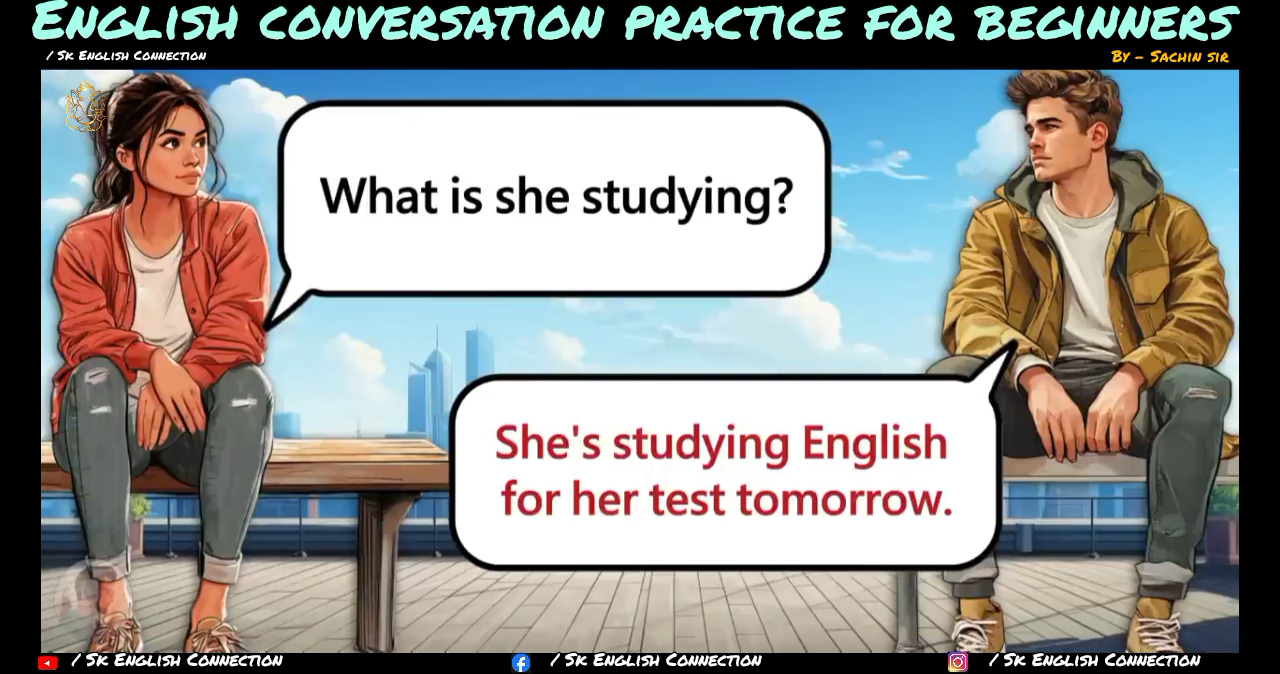 English conversation practice for beginners
/ Sk English Connection
By - Sachin sir
What is she studying?
She's studying English
for her test tomorrow.
/ Sk English Connection
/ Sk English Connection
/ Sk English Connection